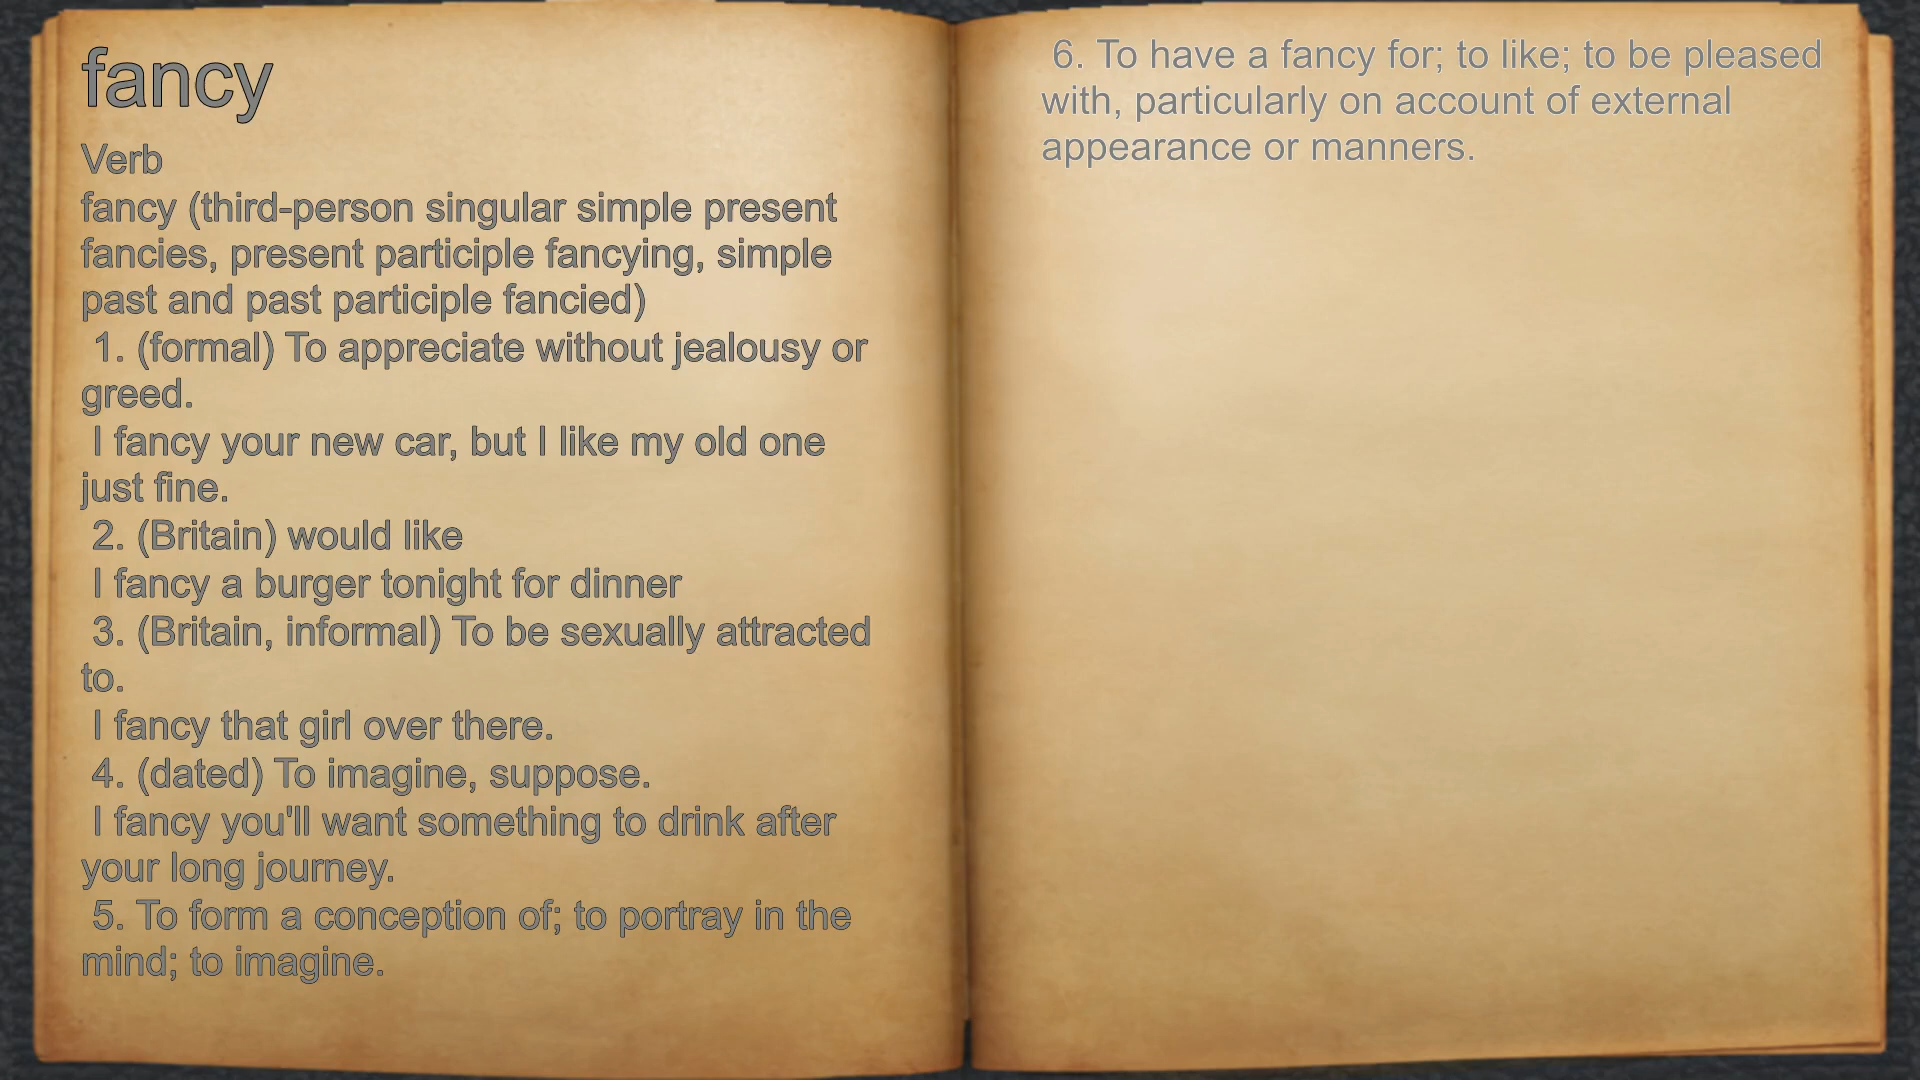 fancy
Verb
fancy (third-person singular simple present
fancies, present participle fancying, simple
past and past participle fancied)
1. (formal) To appreciate without jealousy or
greed.
I fancy your new car, but I like my old one
just fine.
2. (Britain) would like
I fancy a burger tonight for dinner
3. (Britain, informal) To be sexually attracted
to.
I fancy that girl over there.
4. (dated) To imagine, suppose.
I fancy you'll want something to drink after
your long journey.
5. To form a conception of; to portray in the
mind; to imagine.
6. To have a fancy for; to like; to be pleased
with, particularly on account of external
appearance or manners.